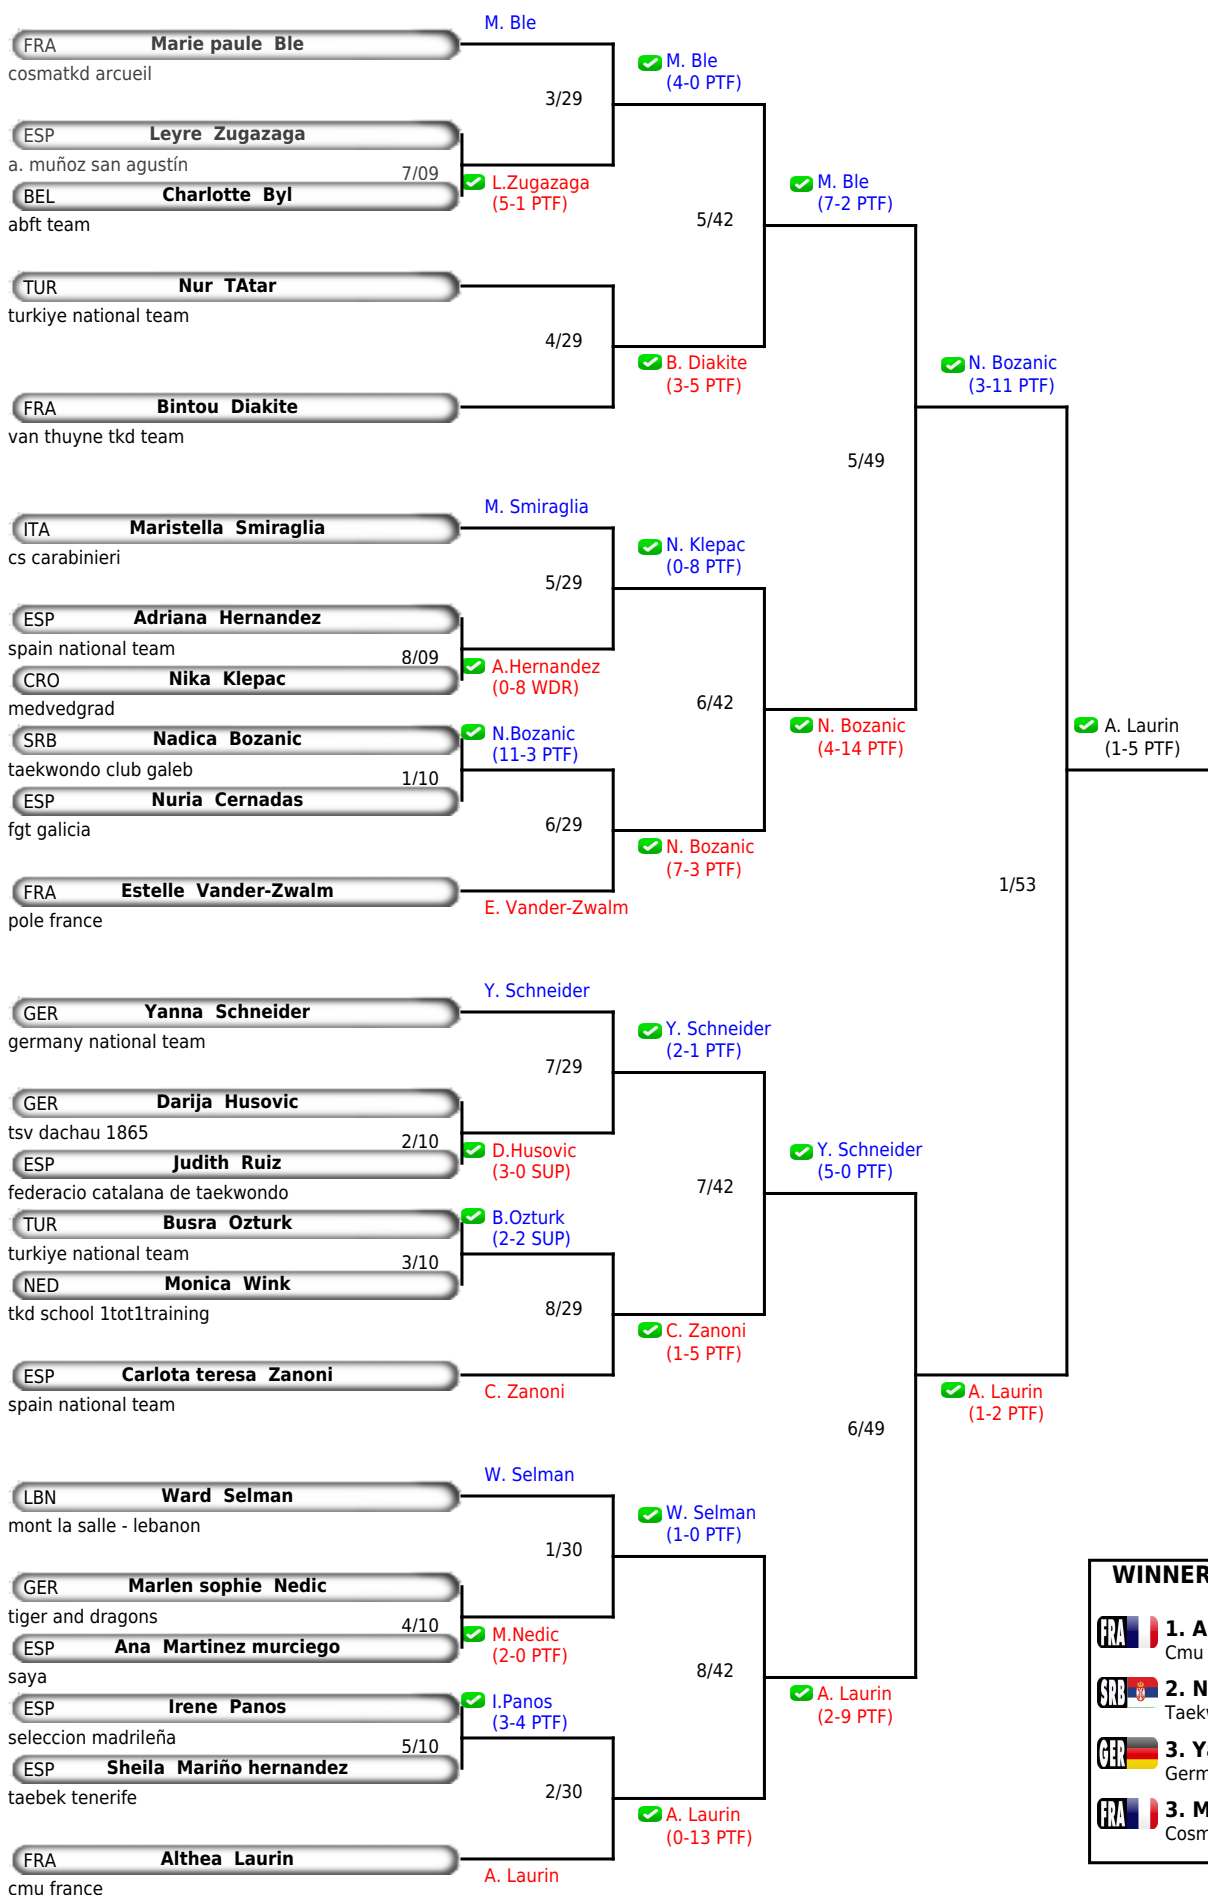 M. Ble
FRA Marie paule Ble
cosmatkd arcueil
M. Ble
(4-0 PTF)
3/29
ESP Leyre Zugazaga
a. muñoz san agustín
7/09
BEL Charlotte Byl
abft team
L.Zugazaga
(5-1 PTF)
M. Ble
(7-2 PTF)
5/42
TUR Nur TAtar
turkiye national team
4/29
B. Diakite
(3-5 PTF)
FRA Bintou Diakite
van thuyne tkd team
N. Bozanic
(3-11 PTF)
5/49
M. Smiraglia
ITA Maristella Smiraglia
cs carabinieri
N. Klepac
(0-8 PTF)
5/29
ESP Adriana Hernandez
spain national team
8/09
CRO Nika Klepac
medvedgrad
A.Hernandez
(0-8 WDR)
6/42
N. Bozanic
(4-14 PTF)
SRB Nadica Bozanic
taekwondo club galeb
N.Bozanic
(11-3 PTF)
1/10
ESP Nuria Cernadas
fgt galicia
6/29
N. Bozanic
(7-3 PTF)
FRA Estelle Vander-Zwalm
pole france
E. Vander-Zwalm
A. Laurin
(1-5 PTF)
1/53
Y. Schneider
GER Yanna Schneider
germany national team
Y. Schneider
(2-1 PTF)
7/29
GER Darija Husovic
tsv dachau 1865
2/10
ESP Judith Ruiz
federacio catalana de taekwondo
D.Husovic
(3-0 SUP)
Y. Schneider
(5-0 PTF)
7/42
TUR Busra Ozturk
turkiye national team
B.Ozturk
(2-2 SUP)
3/10
NED Monica Wink
tkd school 1tot1training
8/29
C. Zanoni
(1-5 PTF)
ESP Carlota teresa Zanoni
spain national team
C. Zanoni
A. Laurin
(1-2 PTF)
6/49
W. Selman
LBN Ward Selman
mont la salle - lebanon
W. Selman
(1-0 PTF)
1/30
GER Marlen sophie Nedic
tiger and dragons
4/10
ESP Ana Martinez murciego
saya
M.Nedic
(2-0 PTF)
8/42
A. Laurin
(2-9 PTF)
ESP Irene Panos
seleccion madrileña
I.Panos
(3-4 PTF)
5/10
ESP Sheila Mariño hernandez
taebek tenerife
2/30
A. Laurin
(0-13 PTF)
FRA Althea Laurin
cmu france
A. Laurin
WINNER
FRA 1. A
Cmu
SRB 2. N
Taekw
GER 3. Ya
Germ
FRA 3. M
Cosm